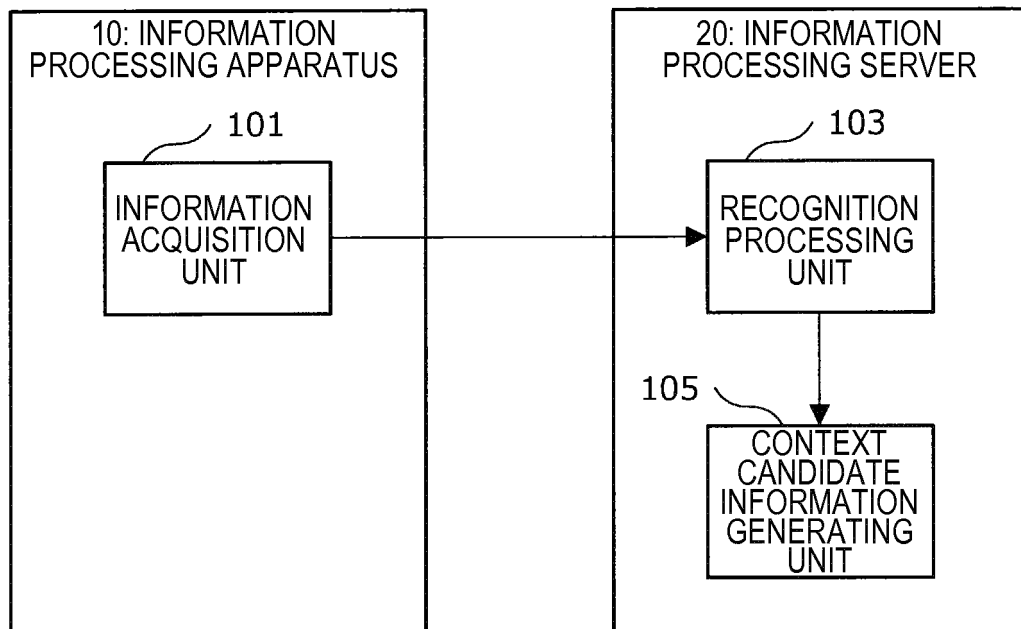 10: INFORMATION
PROCESSING APPARATUS
101
INFORMATION
ACQUISITION
UNIT
20: INFORMATION
PROCESSING SERVER
103
RECOGNITION
PROCESSING
UNIT
105
CONTEXT
CANDIDATE
INFORMATION
GENERATING
UNIT